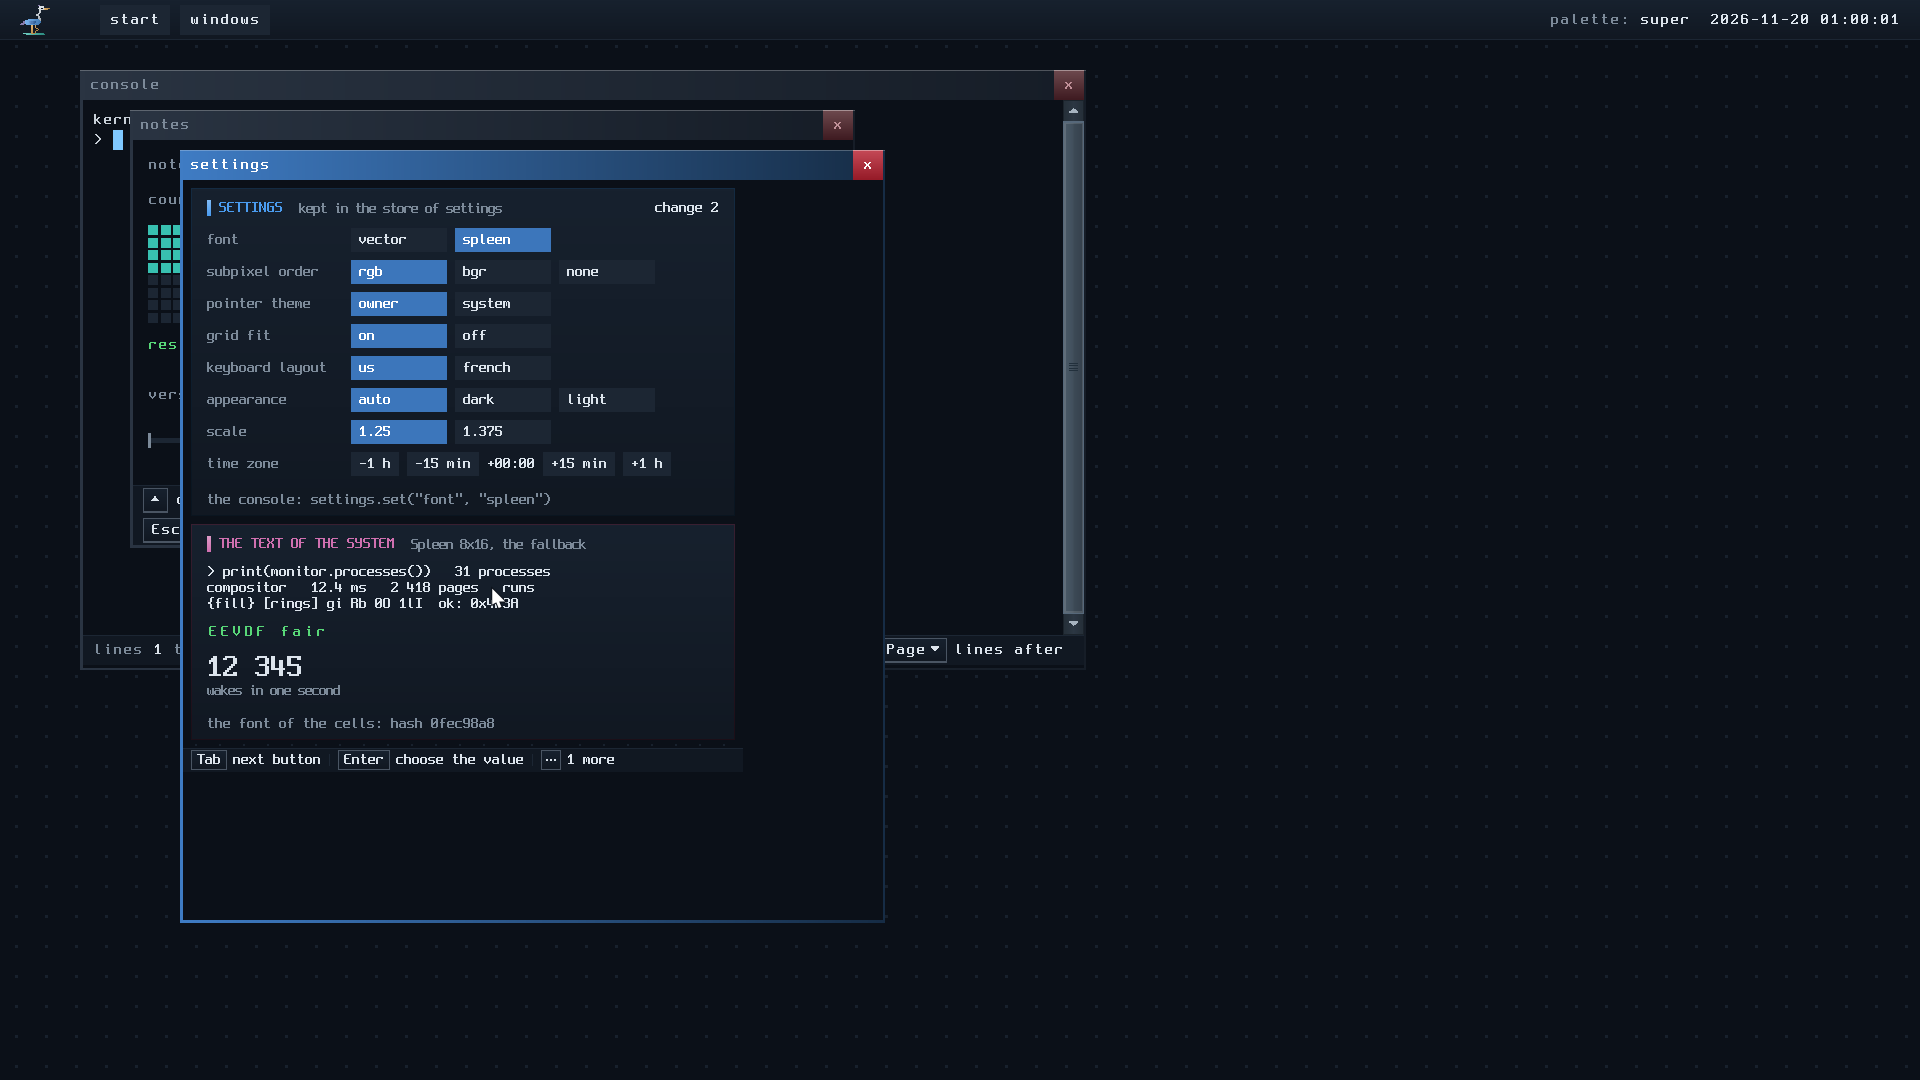 start windows palette: super 2026-11-20 01:00:01
console x
kern
>
notes x
settings x
SETTINGS kept in the store of settings change 2
font vector spleen
subpixel order rgb bgr none
pointer theme owner system
grid fit on off
keyboard layout us french
appearance auto dark light
scale 1.25 1.375
time zone -1 h -15 min +00:00 +15 min +1 h
the console: settings.set("font", "spleen")
Esc
THE TEXT OF THE SYSTEM Spleen 8x16, the fallback
> print(monitor.processes()) 31 processes
compositor 12.4 ms 2 418 pages runs
{fill} [rings] gi Rb 0O 1lI ok:
EEVDF fair
12 345
wakes in one second
the font of the cells: hash 0fec98a8
lines 1 Page lines after
Tab next button Enter choose the value ... 1 more